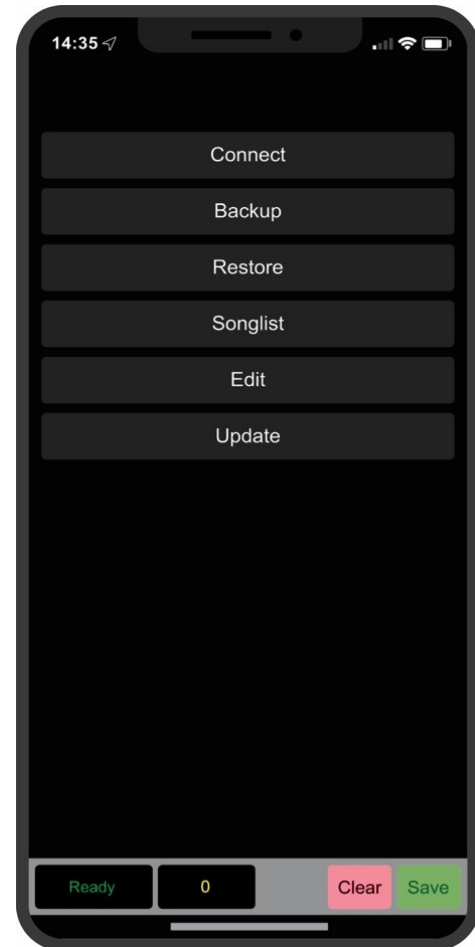 14:35
Connect
Backup
Restore
Songlist
Edit
Update
Ready 0 Clear Save